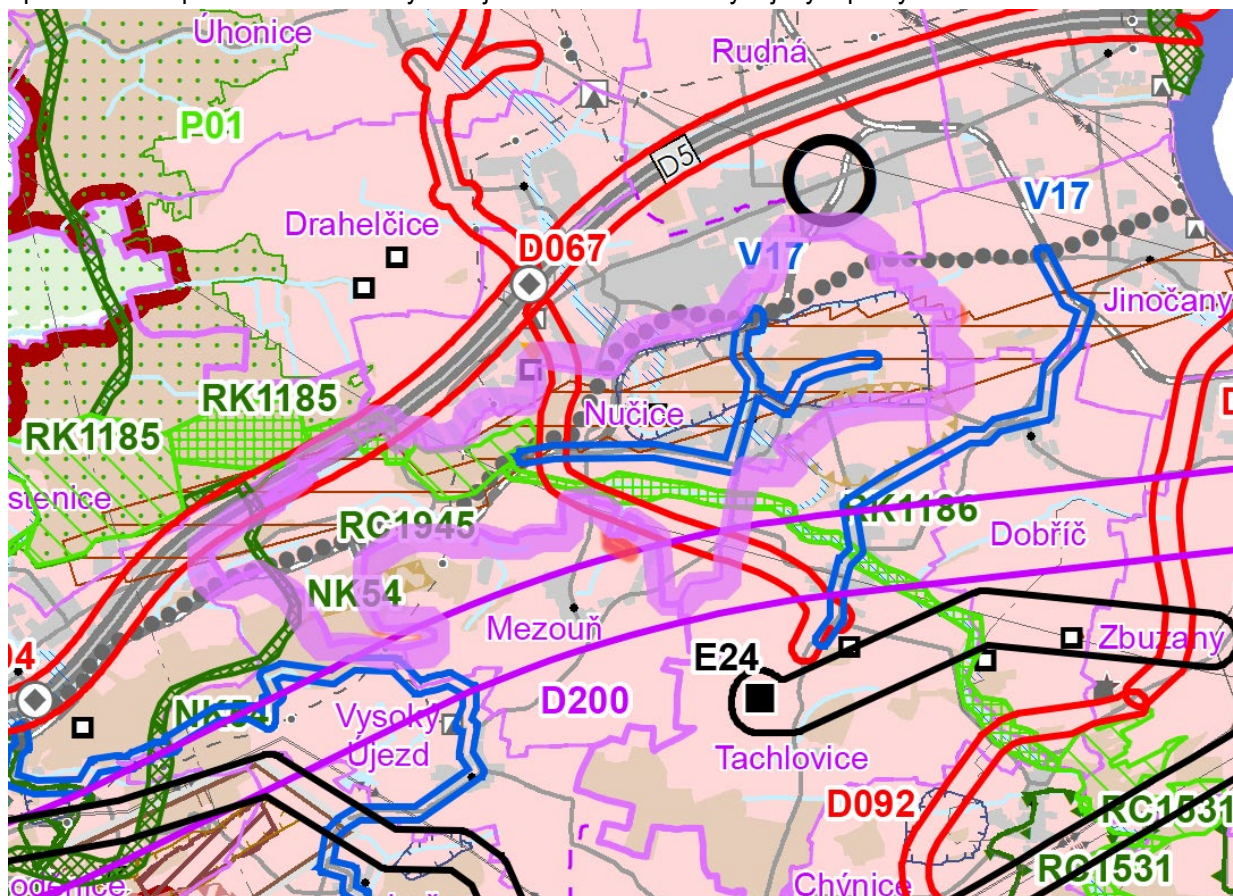 Úhonice
Rudná
P01
D5
V17
Drahelčice
D067
V17
Jinočany
RK1185
RK1185
Nučice
RC1945
RK1186
Dobříč
NK54
Mezouň
Zbuzany
E24
NK54
Vysoký
Újezd
D200
Tachlovice
D092
RC1531
RC1531
Chýnice